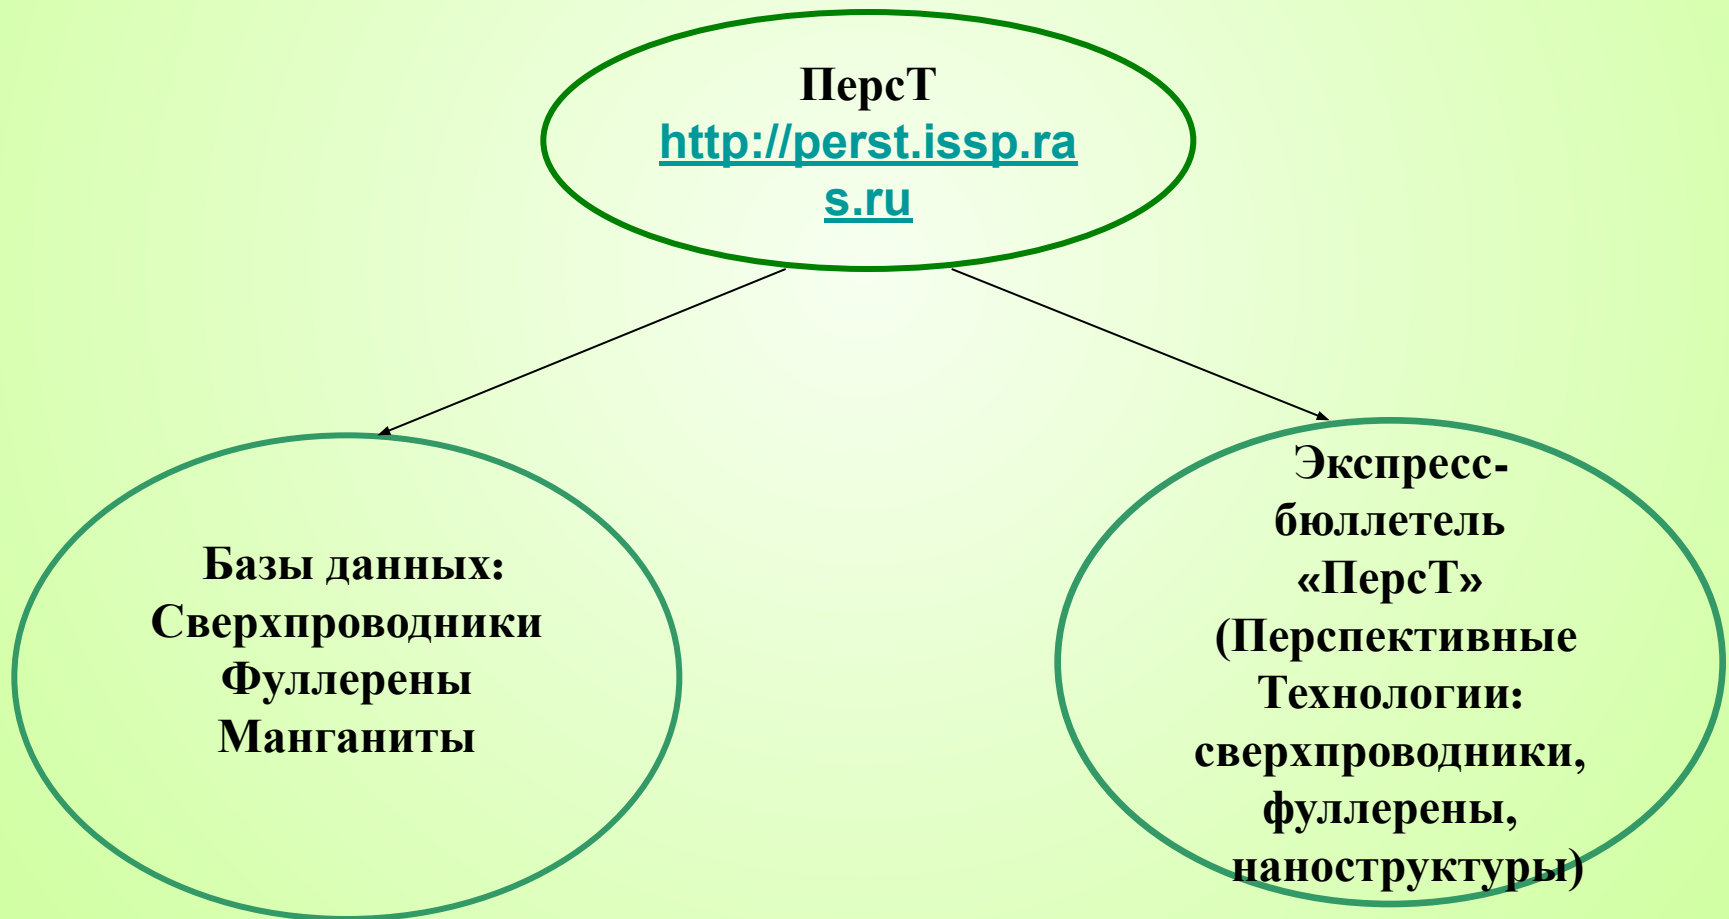 ПерсТ
http://perst.issp.ra
s.ru
Базы данных:
Сверхпроводники
Фуллерены
Манганиты
Экспресс-
бюллетель
«ПерсТ»
(Перспективные
Технологии:
сверхпроводники,
фуллерены,
наноструктуры)